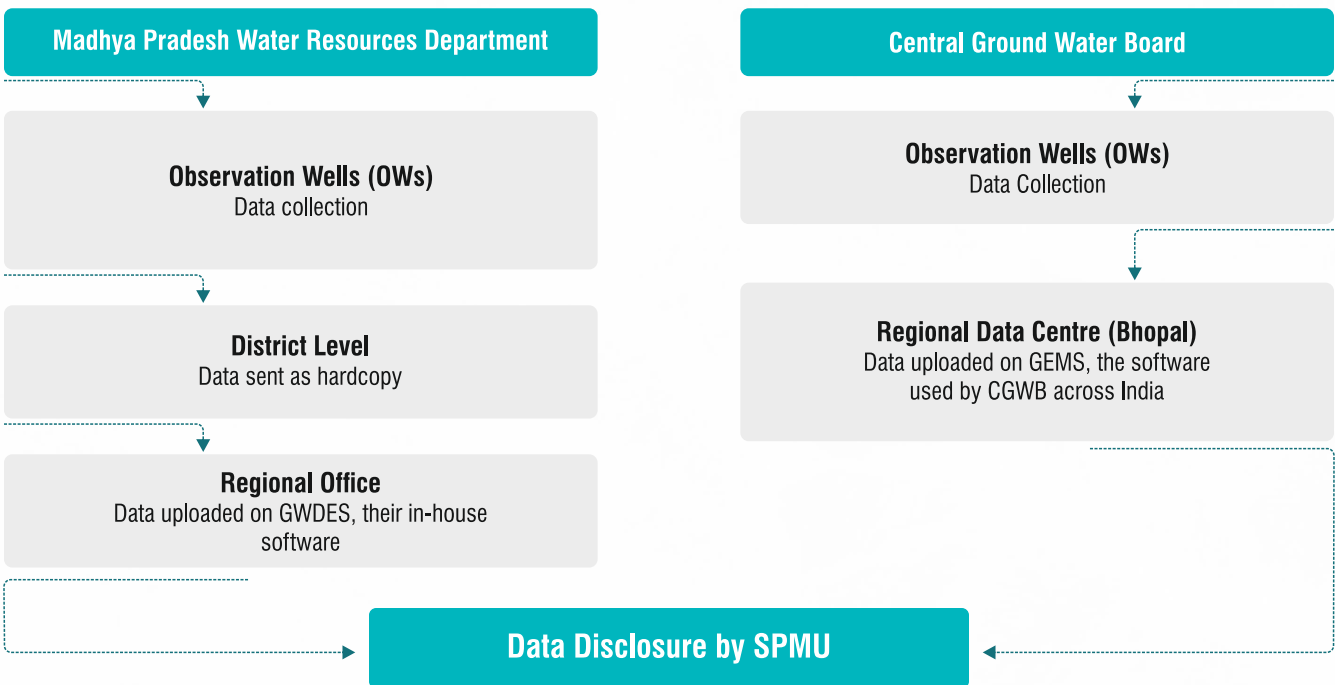 Madhya Pradesh Water Resources Department
Observation Wells (OWs)
Data collection
District Level
Data sent as hardcopy
Regional Office
Data uploaded on GWDES, their in-house
software
Central Ground Water Board
Observation Wells (OWs)
Data Collection
Regional Data Centre (Bhopal)
Data uploaded on GEMS, the software
used by CGWB across India
Data Disclosure by SPMU